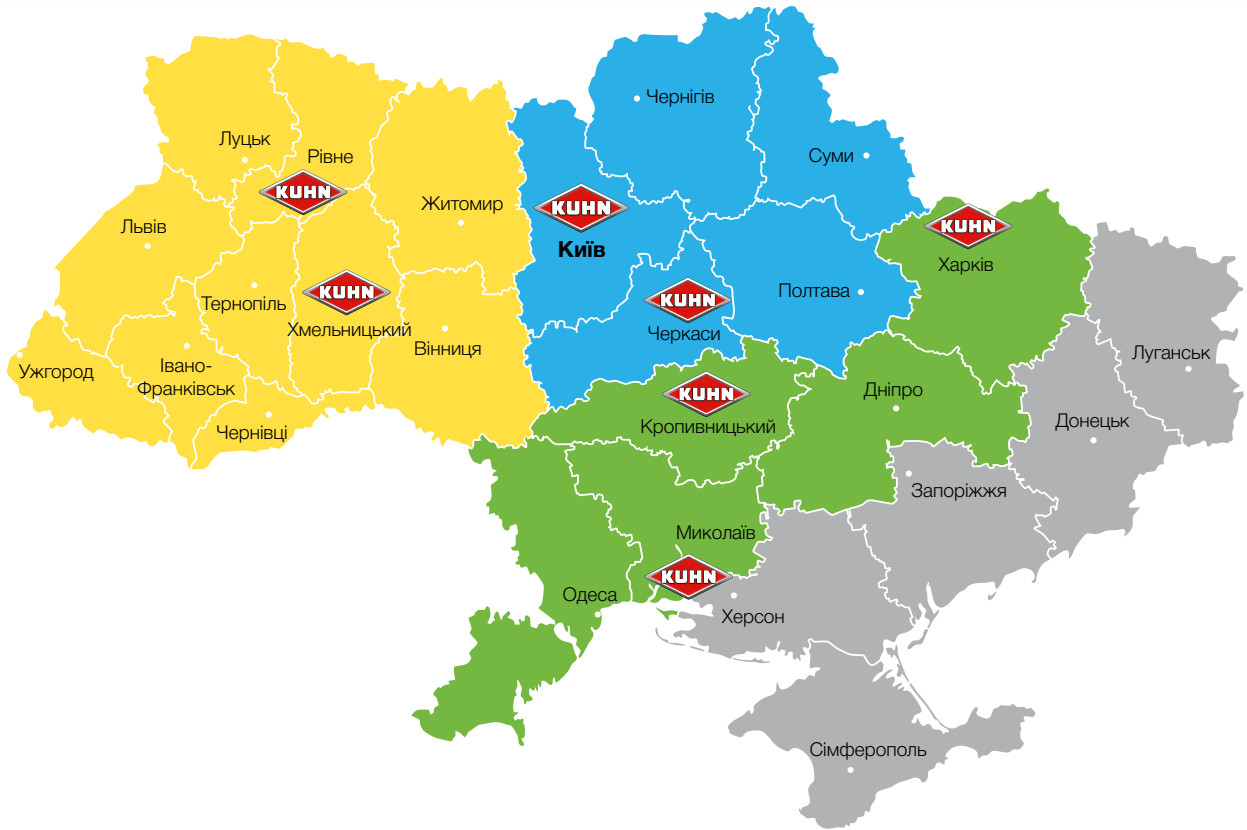 Чернігів
Луцьк
Рівне
Суми
KUHN
Житомир
KUHN
Львів
KUHN
Київ
Харків
Тернопіль
KUHN
Хмельницький
KUHN
Черкаси
Полтава
Вінниця
Луганськ
Ужгород
Івано-
Франківськ
Чернівці
KUHN
Кропивницький
Дніпро
Донецьк
Запоріжжя
Миколаїв
KUHN
Одеса
Херсон
Сімферополь